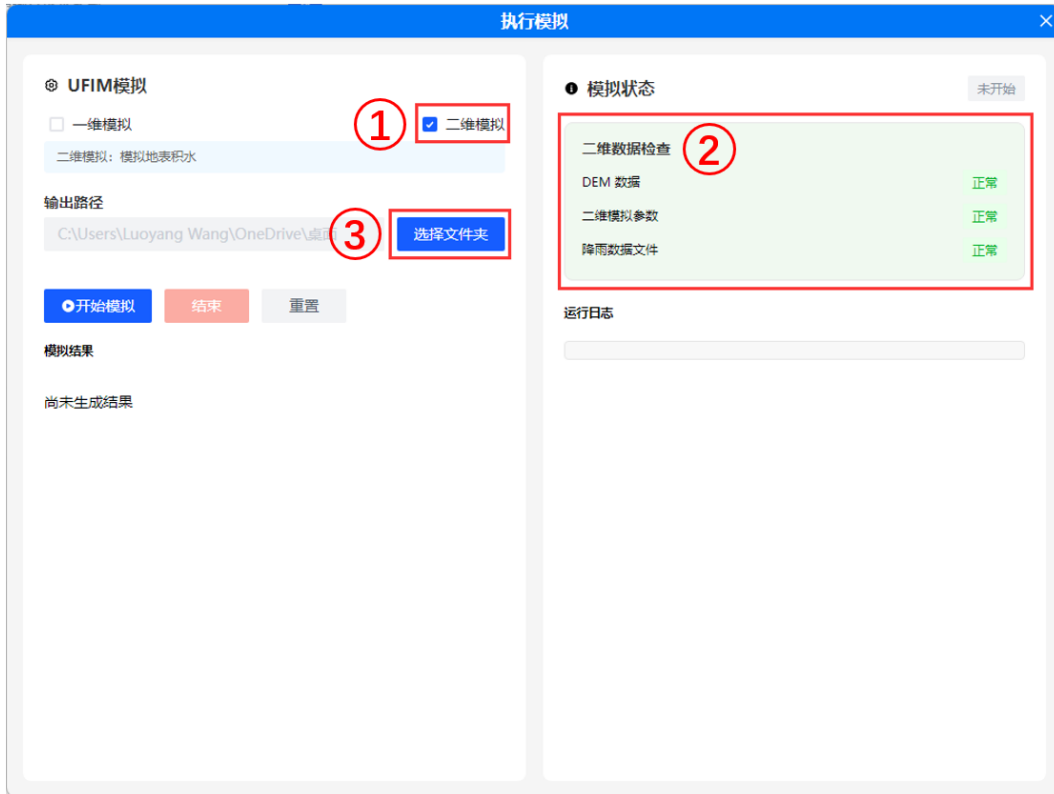 执行模拟
UFIM模拟
一维模拟
① 二维模拟
二维模拟：模拟地表积水
输出路径
C:\Users\Luoyang Wang\OneDrive\桌面
③ 选择文件夹
开始模拟 结束 重置
模拟结果
尚未生成结果
模拟状态 未开始
二维数据检查 ②
DEM 数据 正常
二维模拟参数 正常
降雨数据文件 正常
运行日志